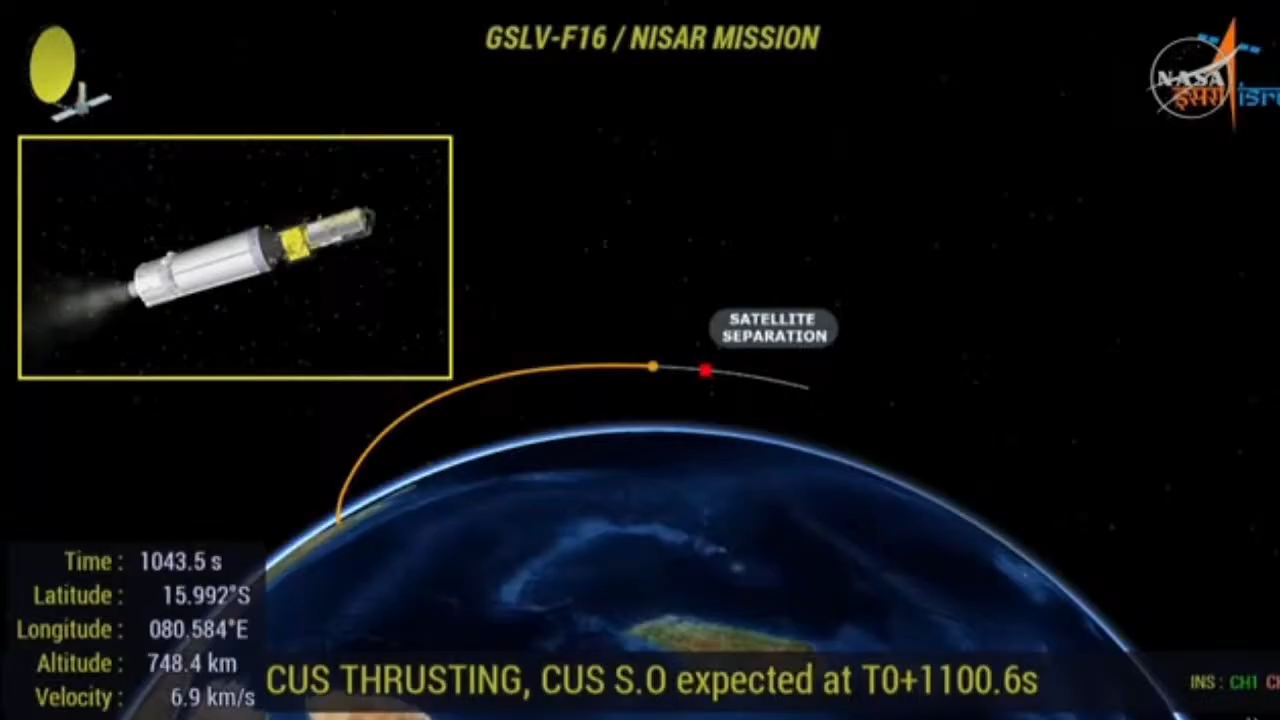 GSLV-F16 / NISAR MISSION
NASA
इसरो isro
SATELLITE
SEPARATION
Time : 1043.5 s
Latitude : 15.992°S
Longitude : 080.584°E
Altitude : 748.4 km
Velocity : 6.9 km/s
CUS THRUSTING, CUS S.O expected at T0+1100.6s
INS : CH1